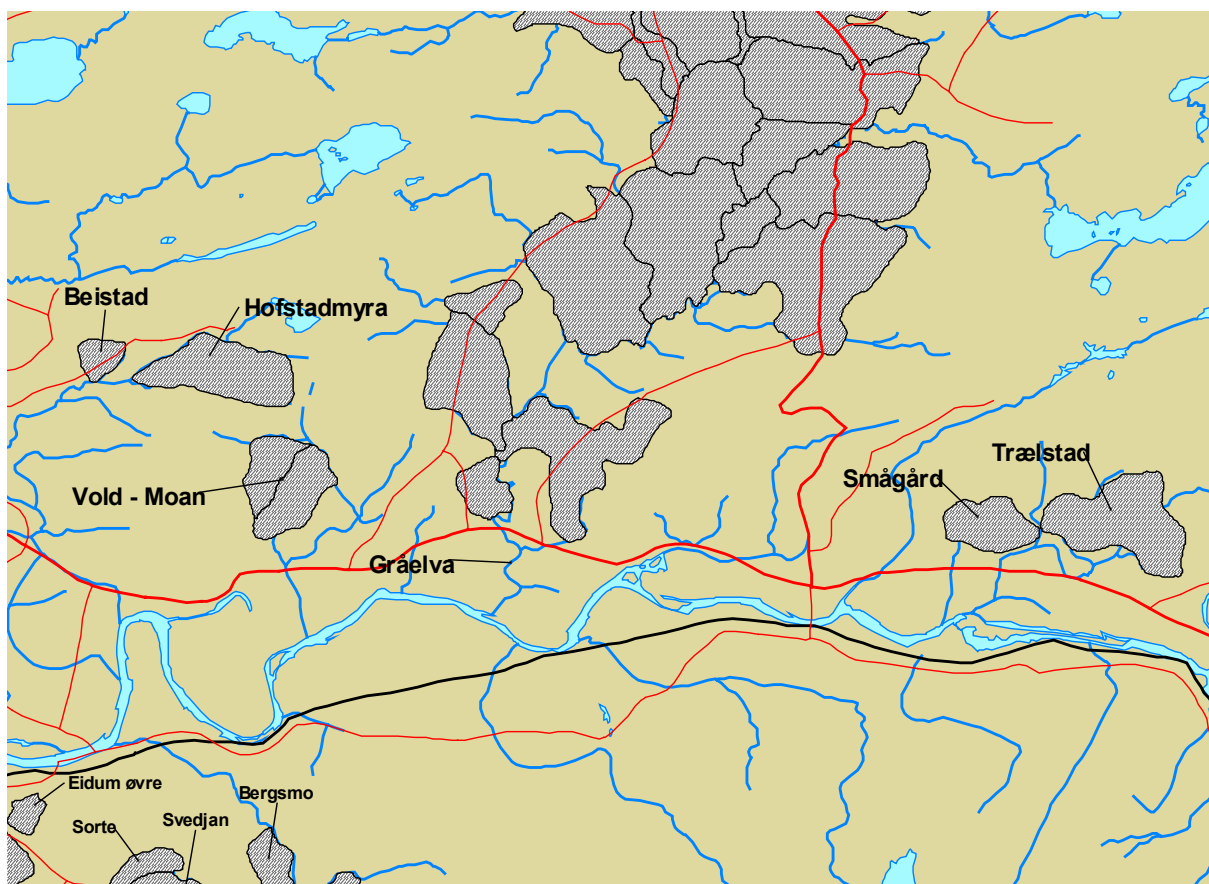 Beistad
Hofstadmyra
Trælstad
Smågård
Vold - Moan
Gråelva
Eidum øvre
Bergsmo
Svedjan
Sorte